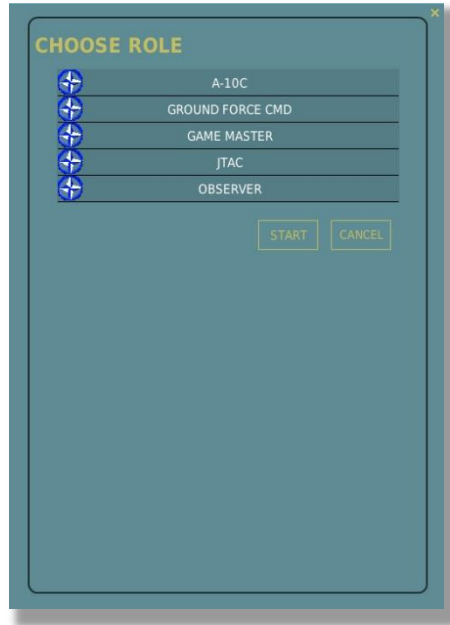 CHOOSE ROLE
A-10C
GROUND FORCE CMD
GAME MASTER
JTAC
OBSERVER
START CANCEL